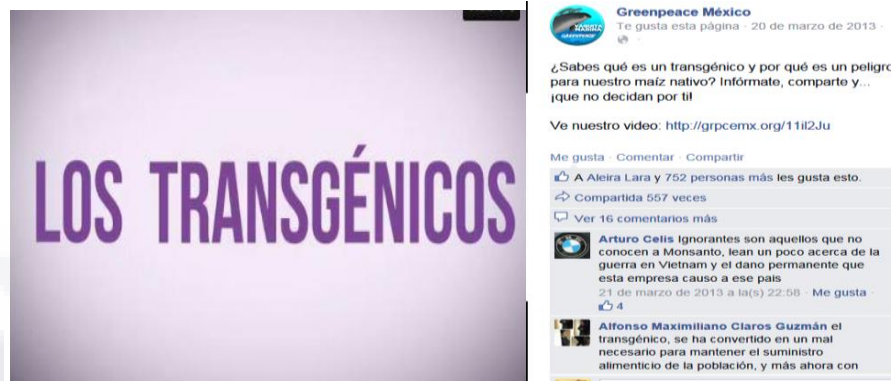 LOS TRANSGÉNICOS
Greenpeace México
Te gusta esta página · 20 de marzo de 2013 ·
¿Sabes qué es un transgénico y por qué es un peligro
para nuestro maíz nativo? Infórmate, comparte y...
¡que no decidan por ti!
Ve nuestro video: http://grpcemx.org/11il2Ju
Me gusta · Comentar · Compartir
A Aleira Lara y 752 personas más les gusta esto.
Compartida 557 veces
Ver 16 comentarios más
Arturo Celis Ignorantes son aquellos que no
conocen a Monsanto, lean un poco acerca de la
guerra en Vietnam y el dano permanente que
esta empresa causo a ese pais
21 de marzo de 2013 a la(s) 22:58 · Me gusta ·
4
Alfonso Maximiliano Claros Guzmán el
transgénico, se ha convertido en un mal
necesario para mantener el suministro
alimenticio de la población, y más ahora con